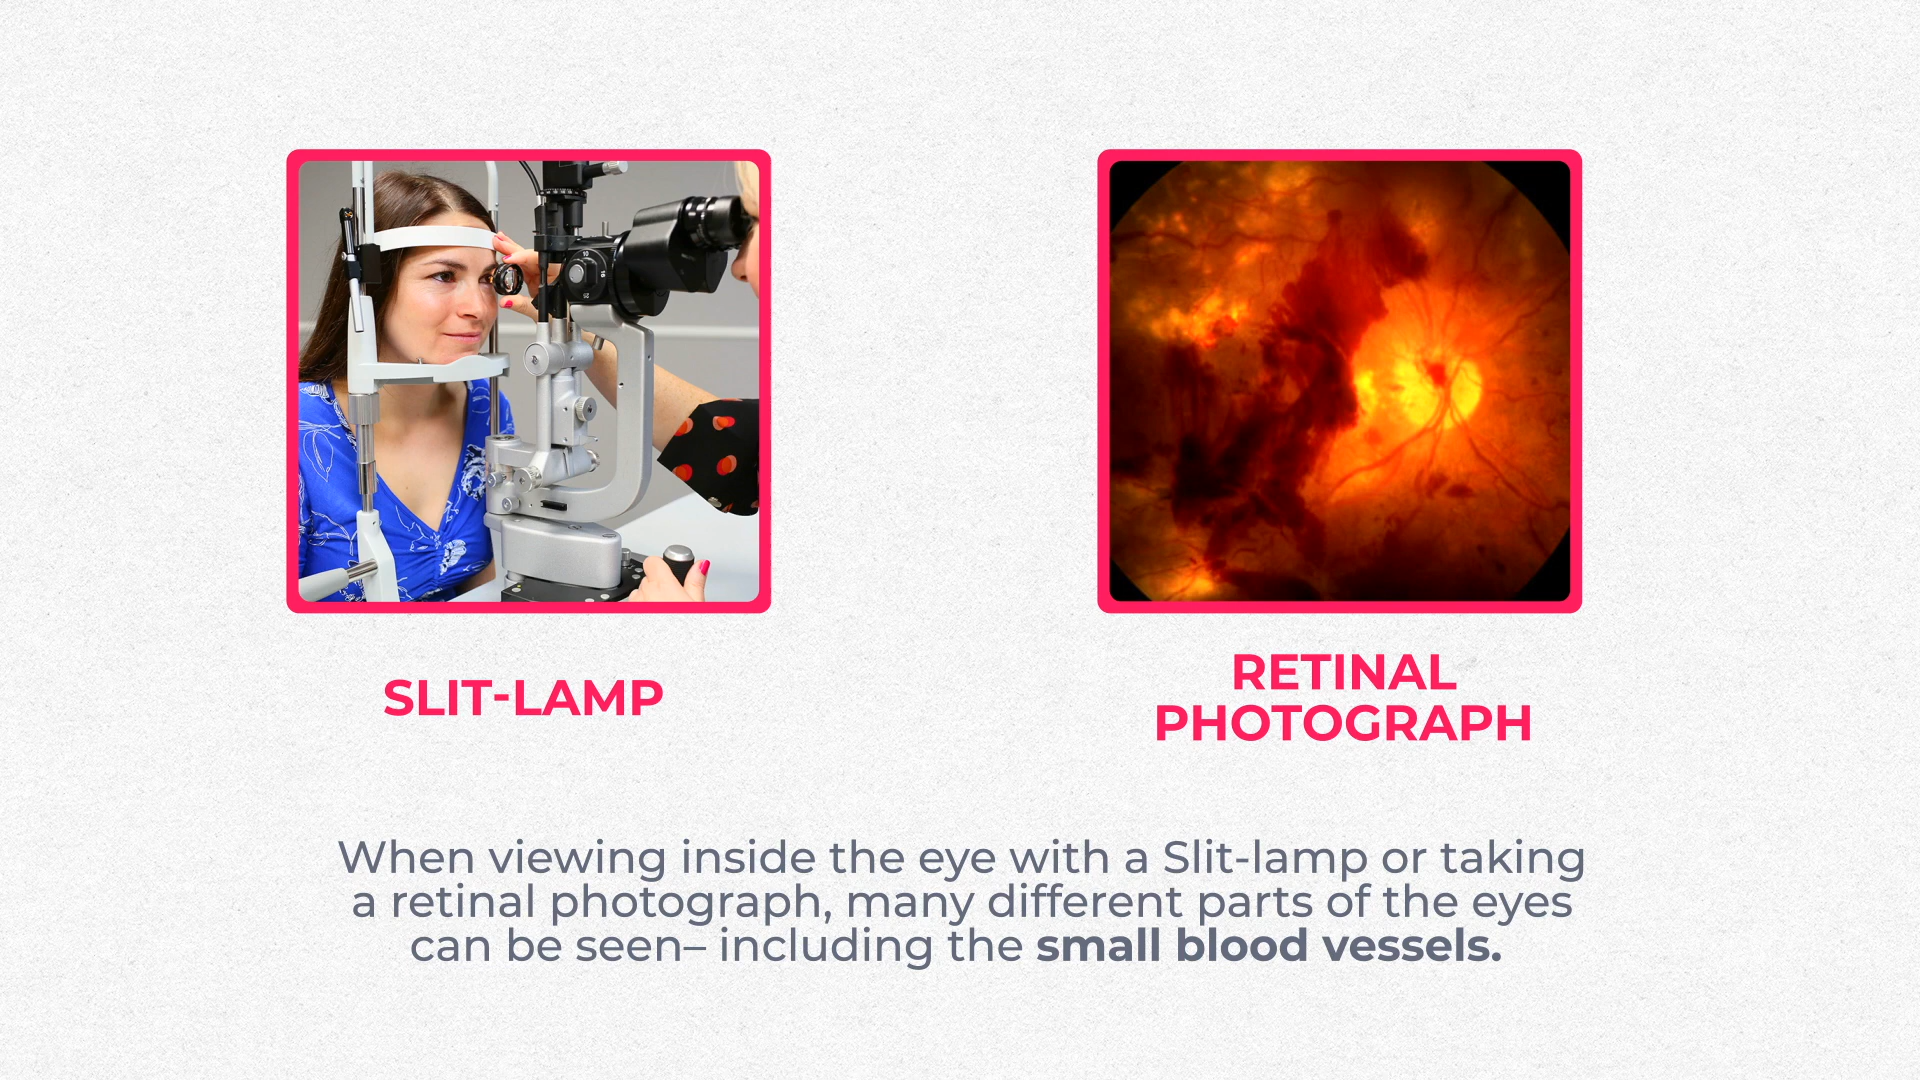 SLIT-LAMP
RETINAL
PHOTOGRAPH
When viewing inside the eye with a Slit-lamp or taking
a retinal photograph, many different parts of the eyes
can be seen– including the small blood vessels.